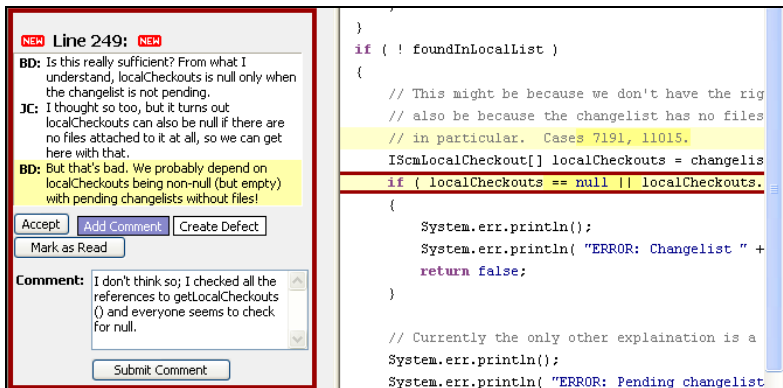 NEW Line 249: NEW
BD: Is this really sufficient? From what I
understand, localCheckouts is null only when
the changelist is not pending.
JC: I thought so too, but it turns out
localCheckouts can also be null if there are
no files attached to it at all, so we can get
here with that.
BD: But that's bad. We probably depend on
localCheckouts being non-null (but empty)
with pending changelists without files!
Accept Add Comment Create Defect
Mark as Read
Comment: I don't think so; I checked all the
references to getLocalCheckouts
() and everyone seems to check
for null.
Submit Comment
}
if ( ! foundInLocalList )
{
// This might be because we don't have the rig
// also be because the changelist has no files
// in particular.  Cases 7191, 11015.
IScmLocalCheckout[] localCheckouts = changelis
if ( localCheckouts == null || localCheckouts.
{
System.err.println();
System.err.println( "ERROR: Changelist " +
return false;
}
// Currently the only other explaination is a
System.err.println();
System.err.println( "ERROR: Pending changelist